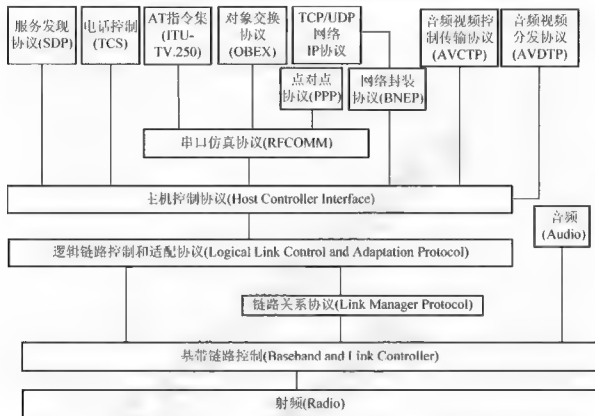 服务发现
协议(SDP)
电话控制
(TCS)
AT指令集
(ITU-
TV.250)
对象交换
协议
(OBEX)
TCP/UDP
网络
IP协议
音频视频控
制传输协议
(AVCTP)
音频视频
分发协议
(AVDTP)
点对点
协议(PPP)
网络封装
协议(BNEP)
串口仿真协议(RFCOMM)
主机控制协议(Host Controller Interface)
音频
(Audio)
逻辑链路控制和适配协议(Logical Link Control and Adaptation Protocol)
链路关系协议(Link Manager Protocol)
基带链路控制(Baseband and Link Controller)
射频(Radio)